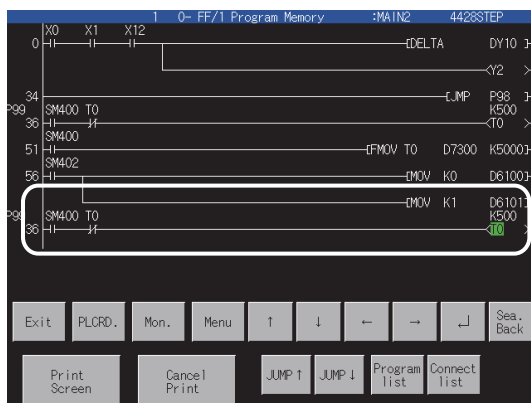 1 0- FF/1 Program Memory :MAIN2 4428STEP
X0 X1 X12
0 [DELTA DY10 ]
<Y2 >
34 [JMP P98 ]
P99 SM400 T0 K500
36 <T0 >
SM400
51 [FMOV T0 D7300 K5000]
SM402
56 [MOV K0 D6100]
[MOV K1 D6101]
P99 SM400 T0 K500
36 <T0 >
Exit PLCRD. Mon. Menu ↑ ↓ ← → ↵ Sea. Back
Print Screen Cancel Print JUMP↑ JUMP↓ Program list Connect list